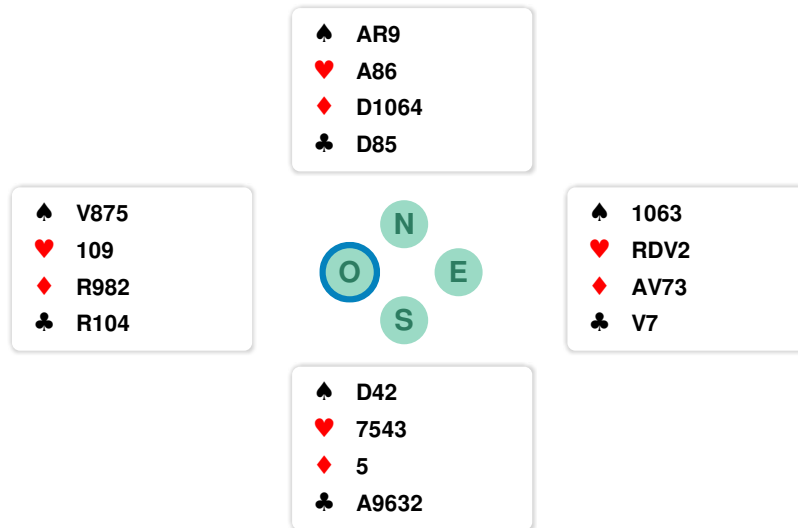 ♠ AR9
♥ A86
♦ D1064
♣ D85
♠ V875
♥ 109
♦ R982
♣ R104
N
O E
S
♠ 1063
♥ RDV2
♦ AV73
♣ V7
♠ D42
♥ 7543
♦ 5
♣ A9632